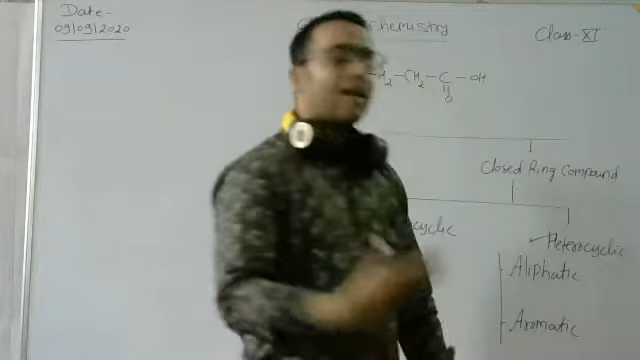 Date-
09/09/2020
chemistry
Class-XI
H2-CH2-C-OH
||
O
Closed Ring Compound
cyclic
Heterocyclic
Aliphatic
Aromatic